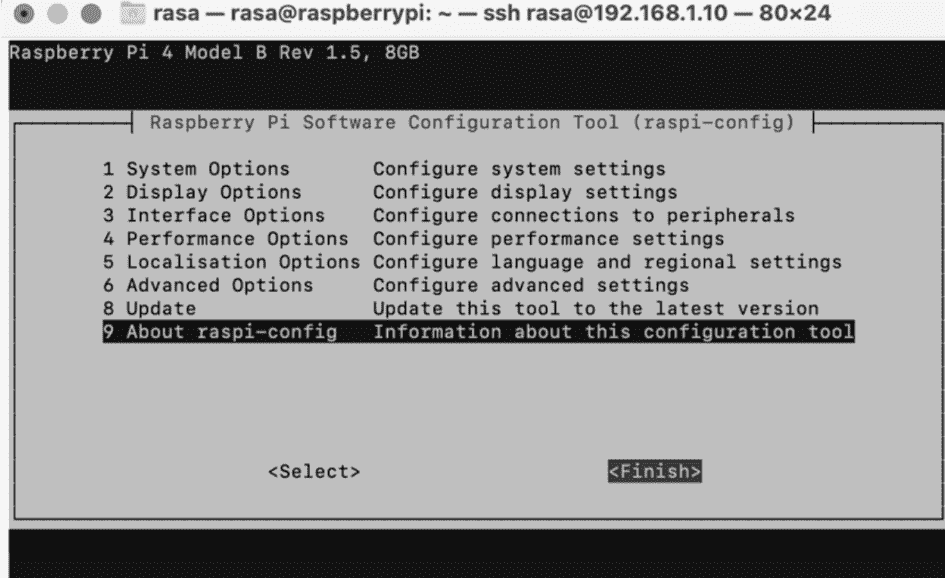 rasa — rasa@raspberrypi: ~ — ssh rasa@192.168.1.10 — 80×24
Raspberry Pi 4 Model B Rev 1.5, 8GB
Raspberry Pi Software Configuration Tool (raspi-config)
1 System Options Configure system settings
2 Display Options Configure display settings
3 Interface Options Configure connections to peripherals
4 Performance Options Configure performance settings
5 Localisation Options Configure language and regional settings
6 Advanced Options Configure advanced settings
8 Update Update this tool to the latest version
9 About raspi-config Information about this configuration tool
<Select> <Finish>